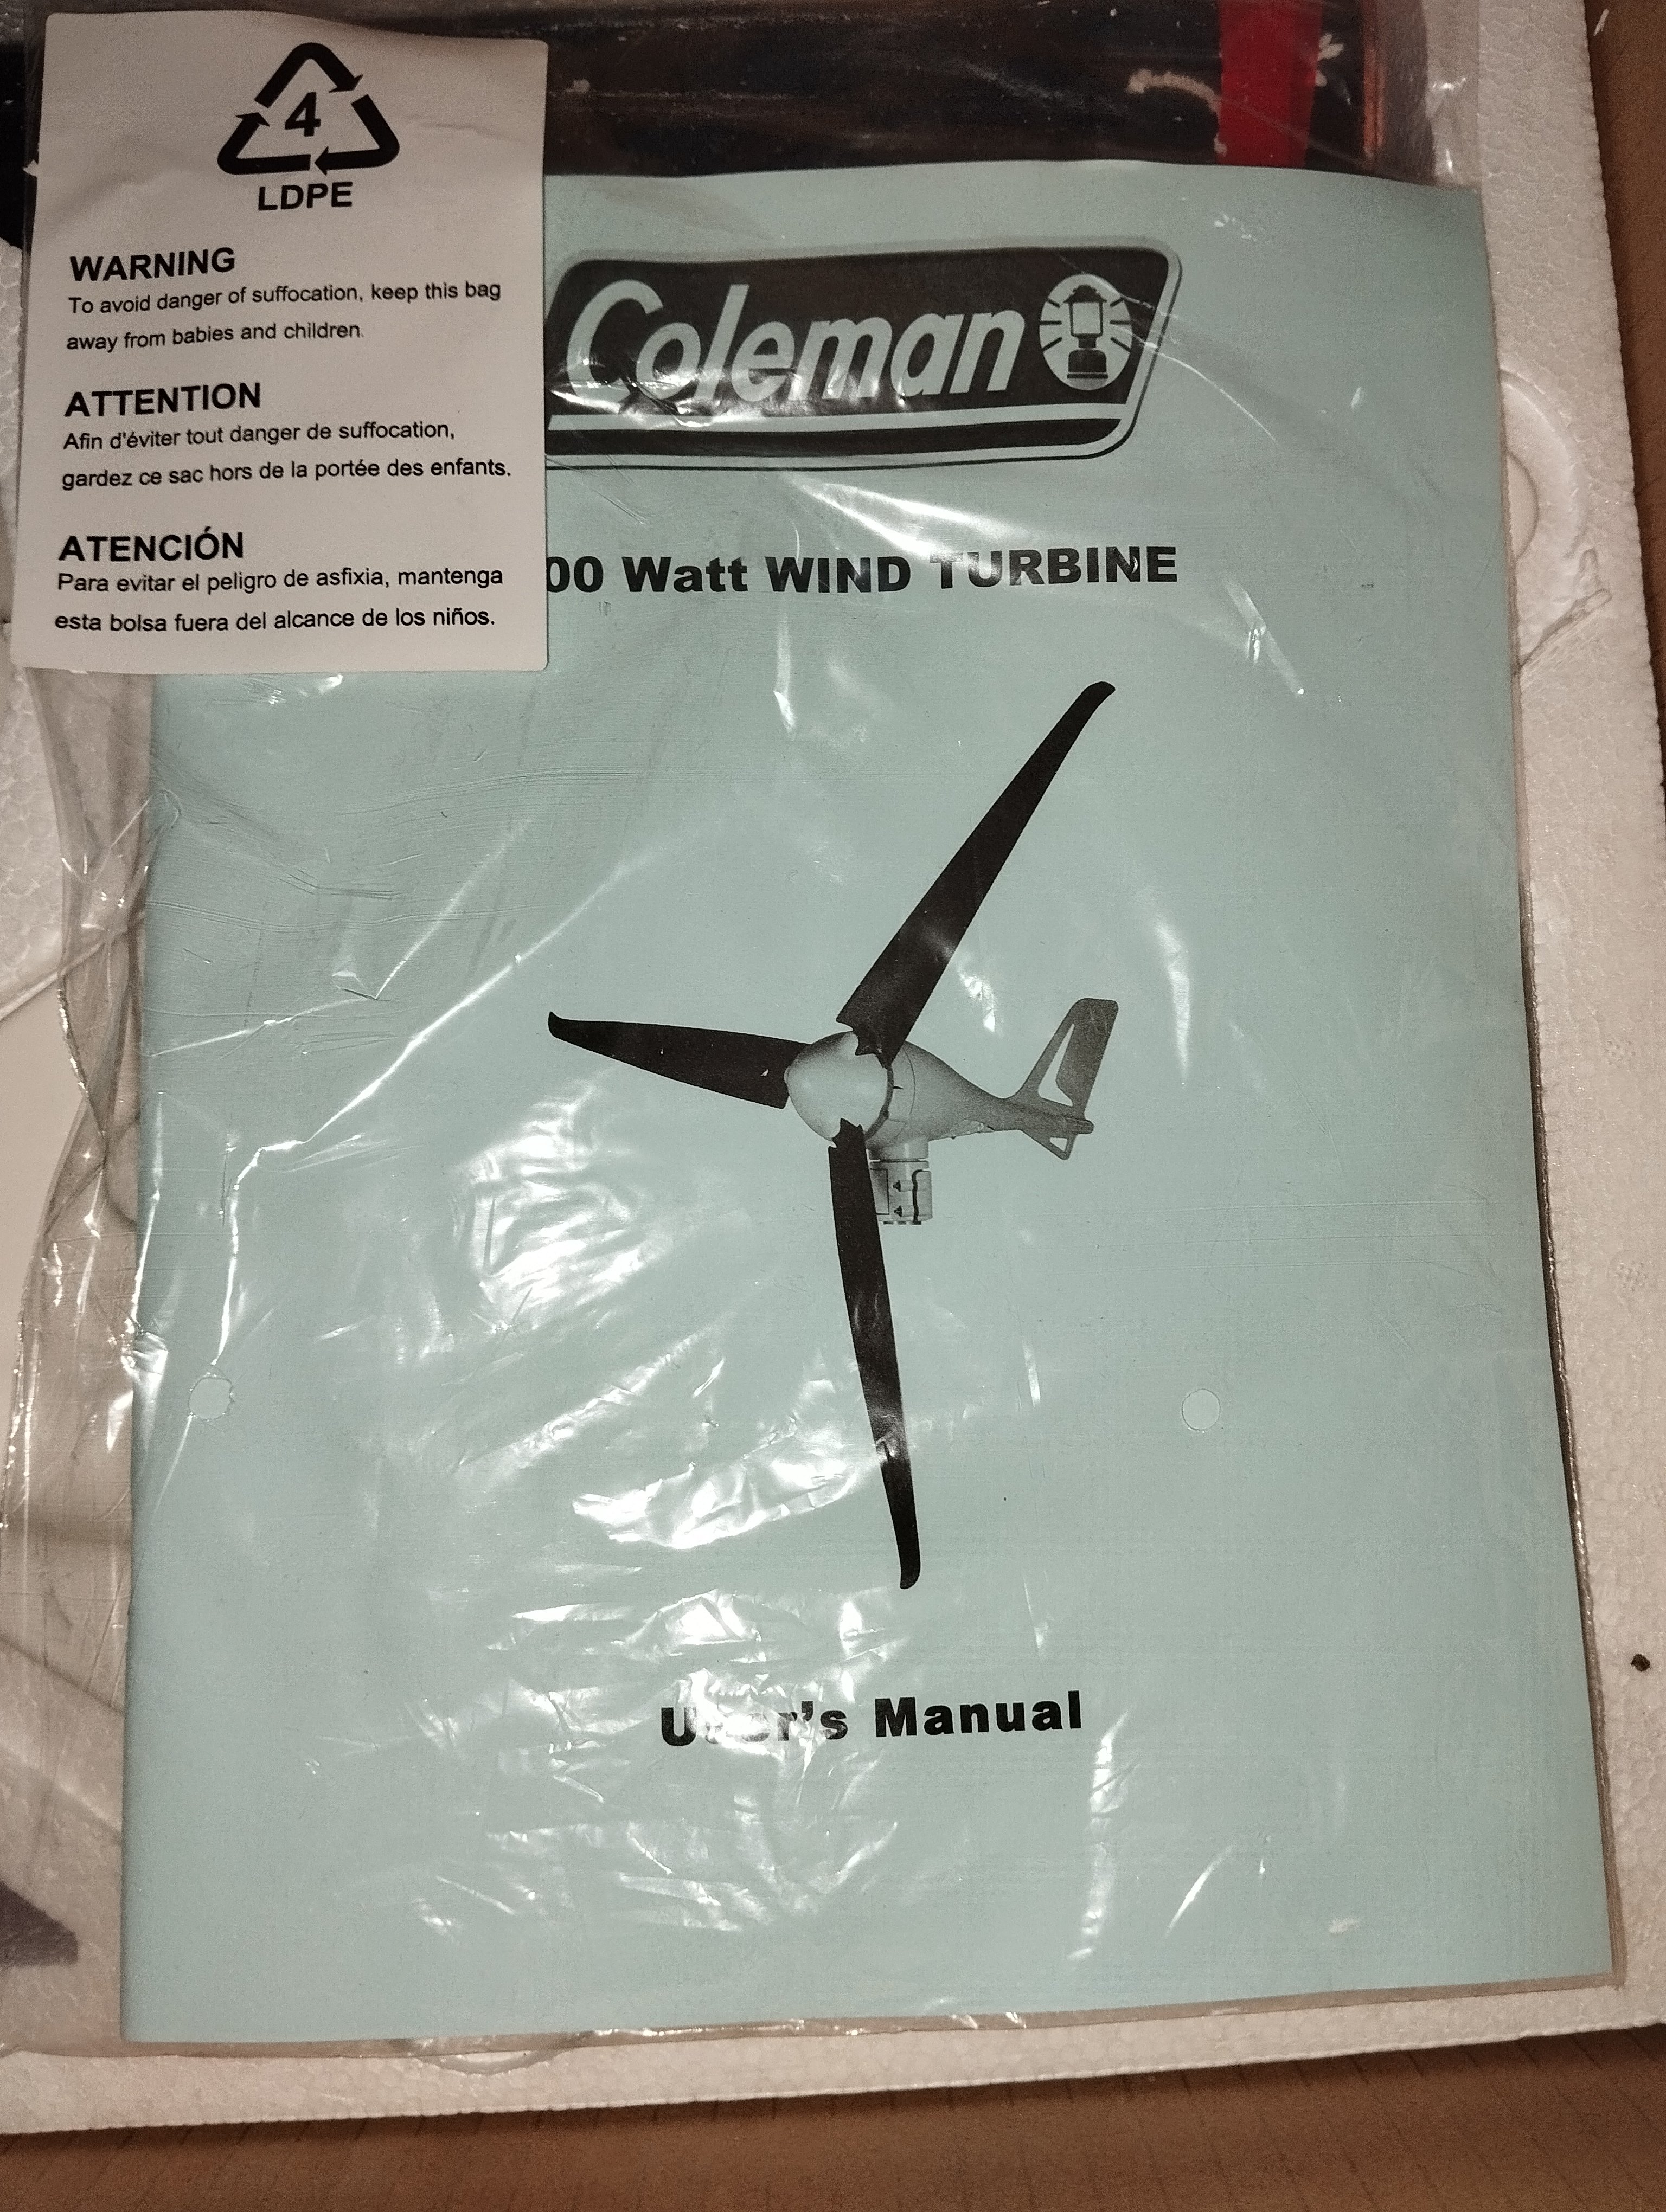 4
LDPE
WARNING
To avoid danger of suffocation, keep this bag
away from babies and children.
ATTENTION
Afin d'éviter tout danger de suffocation,
gardez ce sac hors de la portée des enfants.
ATENCIÓN
Para evitar el peligro de asfixia, mantenga
esta bolsa fuera del alcance de los niños.
Coleman
00 Watt WIND TURBINE
User's Manual